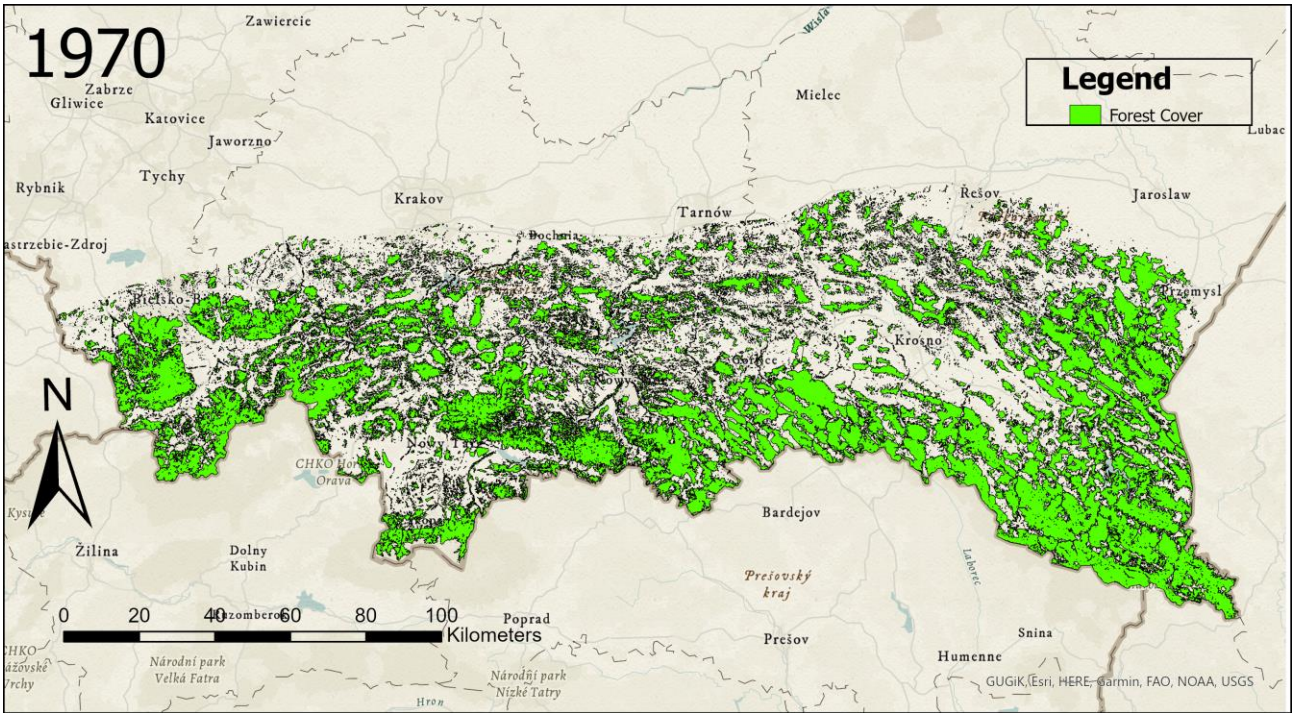 1970
Zawiercie
Wisła
Legend
Forest Cover
Zabrze
Gliwice
Katovice
Mielec
Jaworzno
Tychy
Rybnik
Krakov
Tarnów
Řešov
Jaroslaw
Bochnia
Przemysl
Krosno
Gorlice
N
CHKO
Orava
Bardejov
Žilina
Dolny
Kubin
Laborec
Prešovský
kraj
0 20 40 60 80 100
Kilometers
Poprad
Prešov
Snina
Humenne
Národní park
Velká Fatra
Národní park
Nízké Tatry
Hron
GUGiK, Esri, HERE, Garmin, FAO, NOAA, USGS